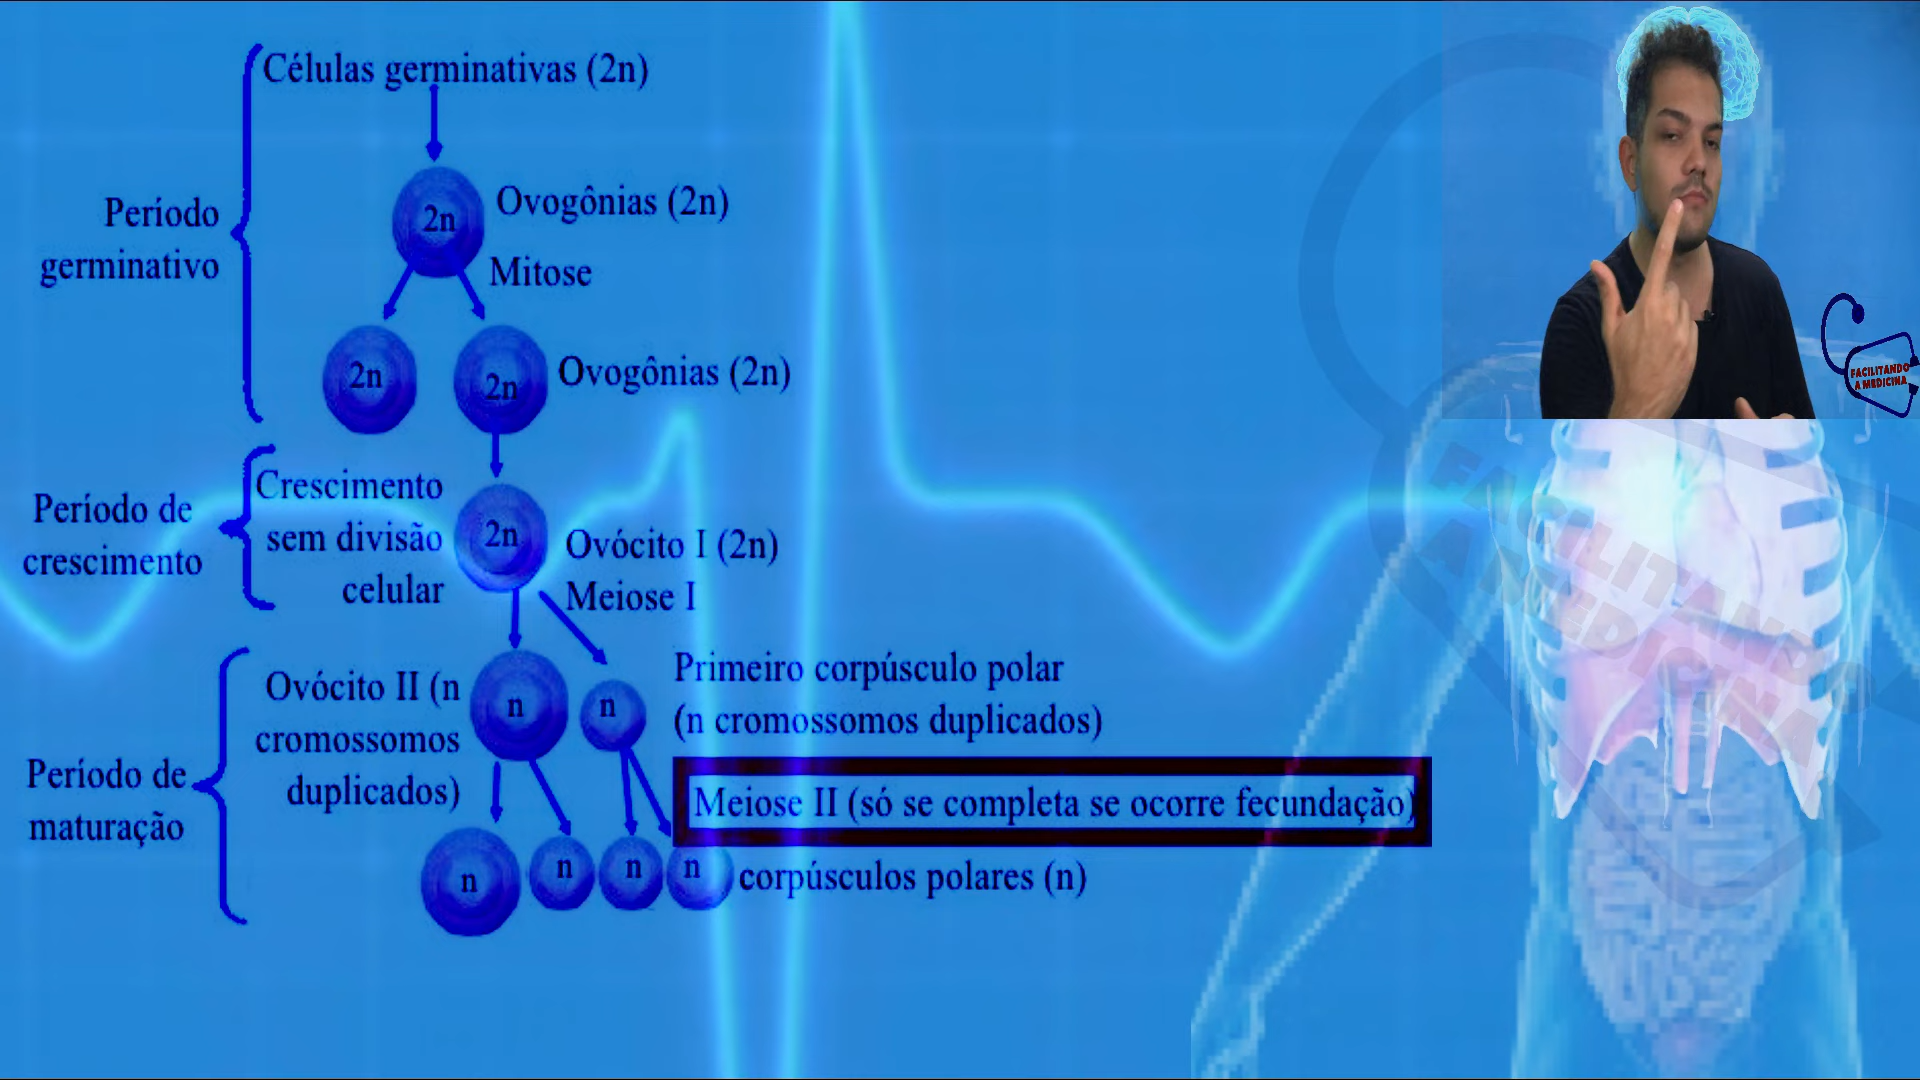 Células germinativas (2n)
Período
germinativo
2n
Ovogônias (2n)
Mitose
2n
2n
Ovogônias (2n)
Período de
crescimento
Crescimento
sem divisão
celular
2n
Ovócito I (2n)
Meiose I
Período de
maturação
Ovócito II (n
cromossomos
duplicados)
n
n
Primeiro corpúsculo polar
(n cromossomos duplicados)
Meiose II (só se completa se ocorre fecundação)
n
n
n
n
corpúsculos polares (n)
FACILITANDO
A MEDICINA
FACILITANDO
A MEDICINA